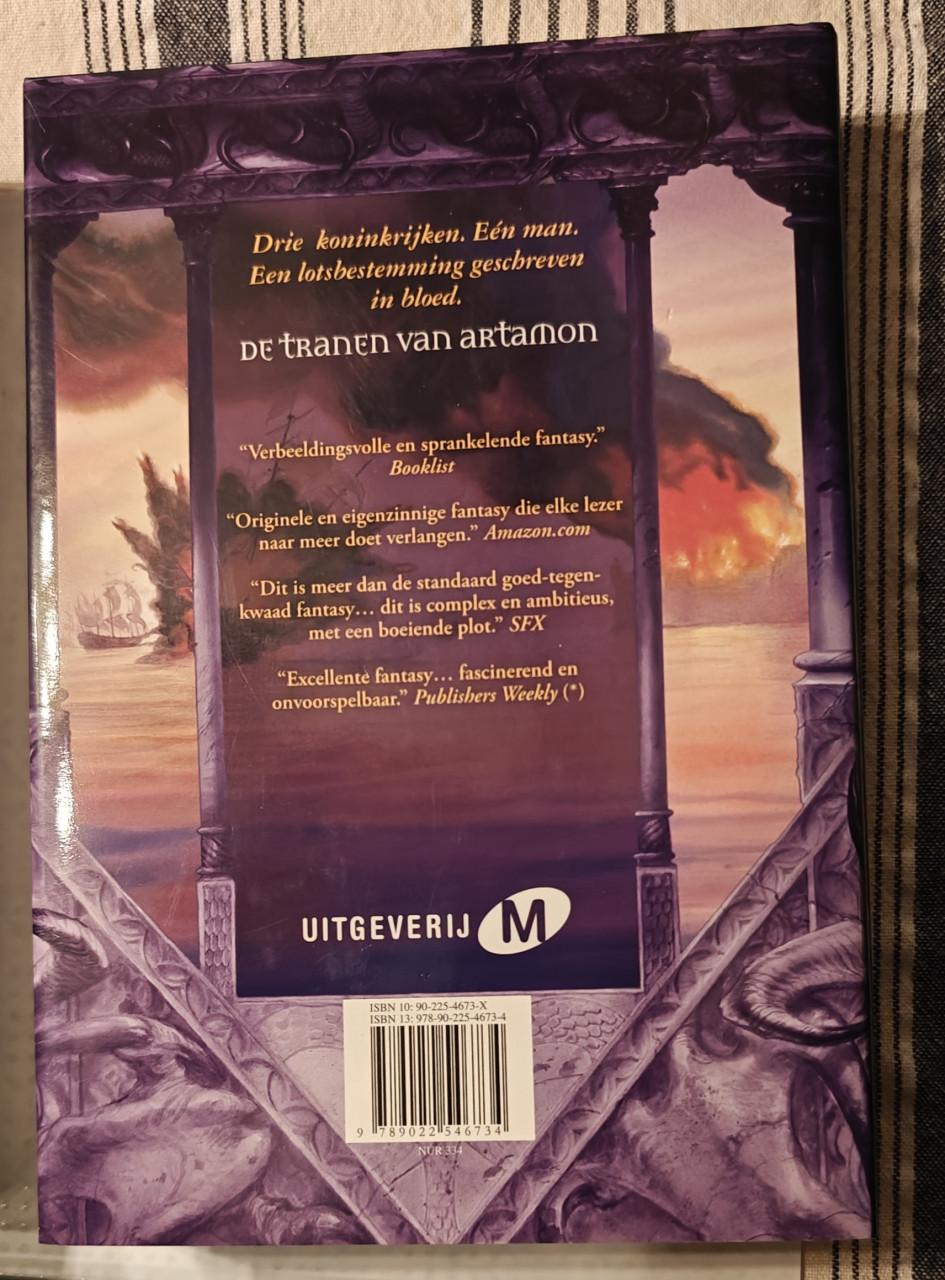 Drie koninkrijken. Eén man.
Een lotsbestemming geschreven
in bloed.
DE TRANEN VAN ARTAMON
“Verbeeldingsvolle en sprankelende fantasy.”
Booklist
“Originele en eigenzinnige fantasy die elke lezer
naar meer doet verlangen.” Amazon.com
“Dit is meer dan de standaard goed-tegen-
kwaad fantasy… dit is complex en ambitieus,
met een boeiende plot.” SFX
“Excellente fantasy… fascinerend en
onvoorspelbaar.” Publishers Weekly (*)
UITGEVERIJ M
ISBN 10: 90-225-4673-X
ISBN 13: 978-90-225-4673-4
9 789022 546734
NUR 334